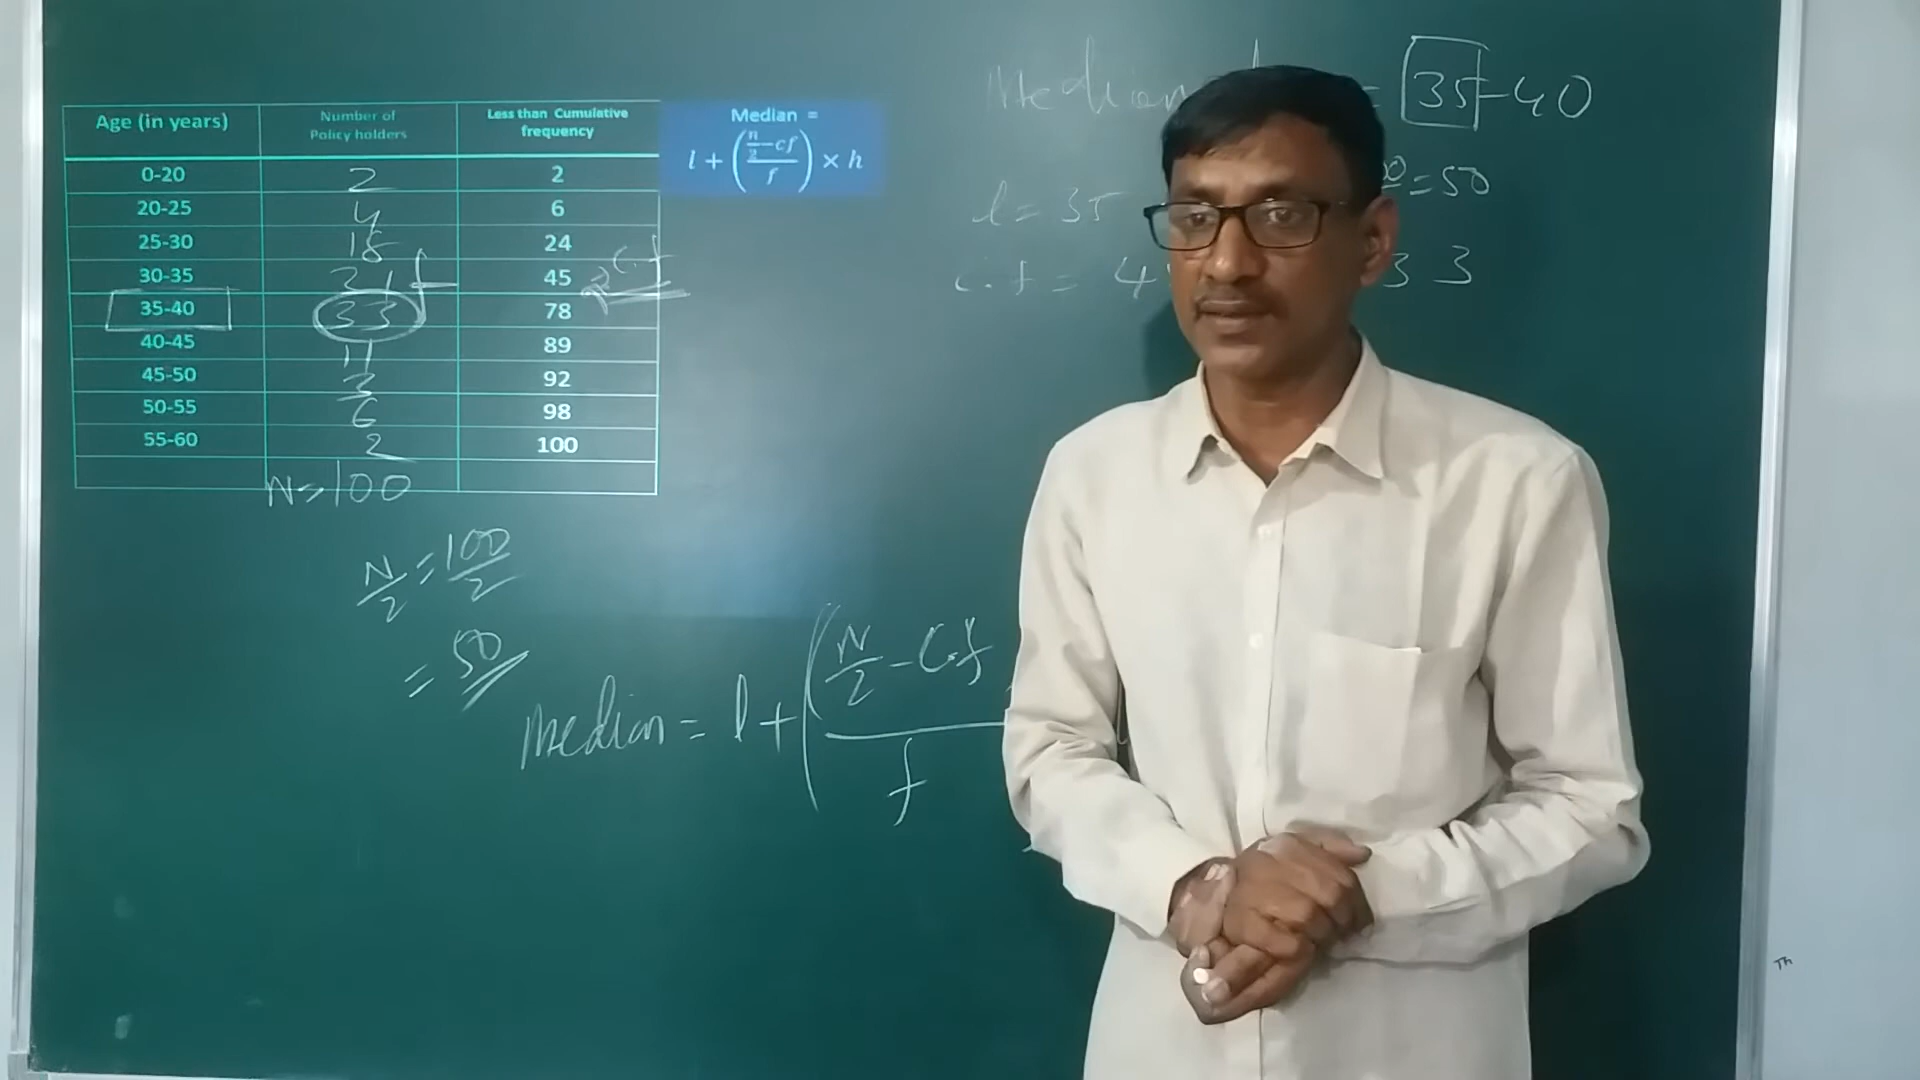 Age (in years) Number of Policy holders Less than Cumulative frequency
0-20 2 2
20-25 4 6
25-30 18 24
30-35 21 45
35-40 33 78
40-45 11 89
45-50 3 92
50-55 6 98
55-60 2 100
N=100
f
c.f
Median =
l + ( (n/2 − cf) / f ) × h
N/2 = 100/2
= 50
Median = l + ( N/2 - C.f
f
Median = 35-40
l = 35 = 50
c.f = 4 33
Th